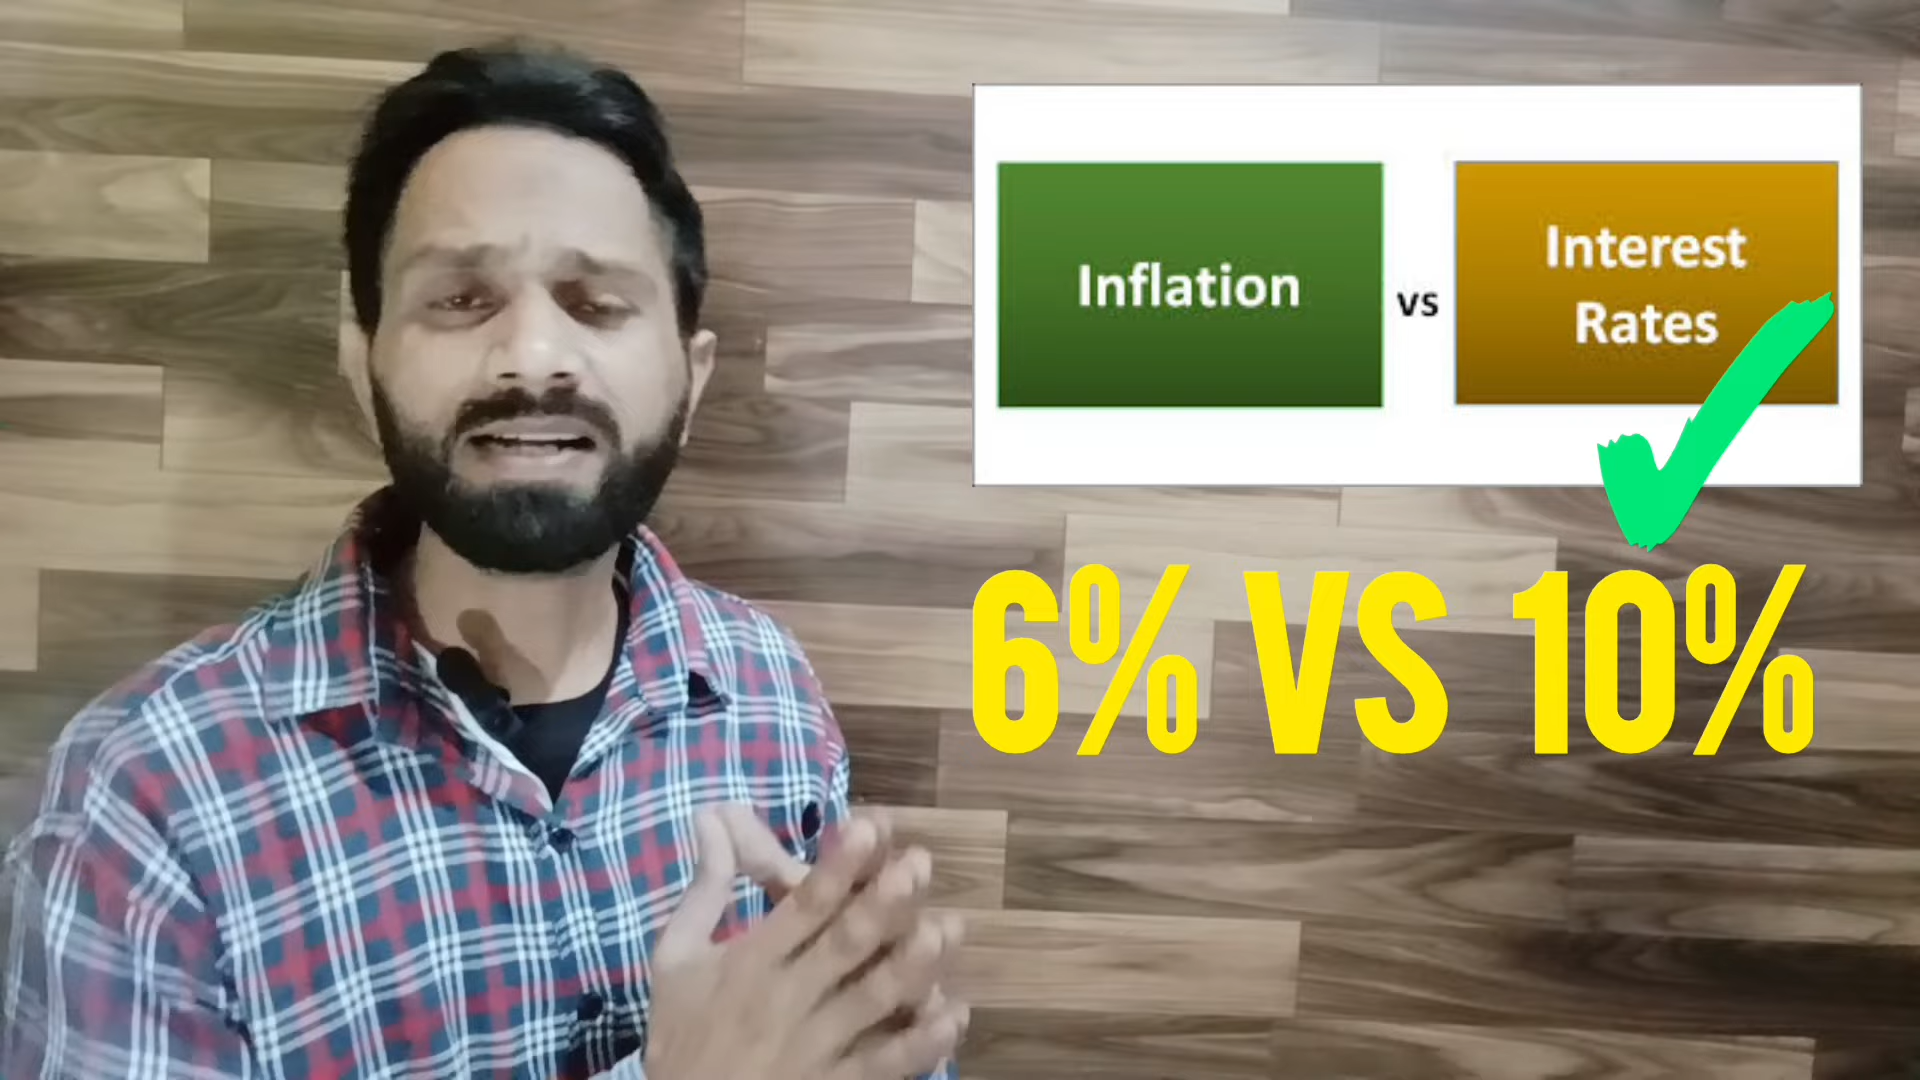 Inflation
vs
Interest
Rates
6% VS 10%